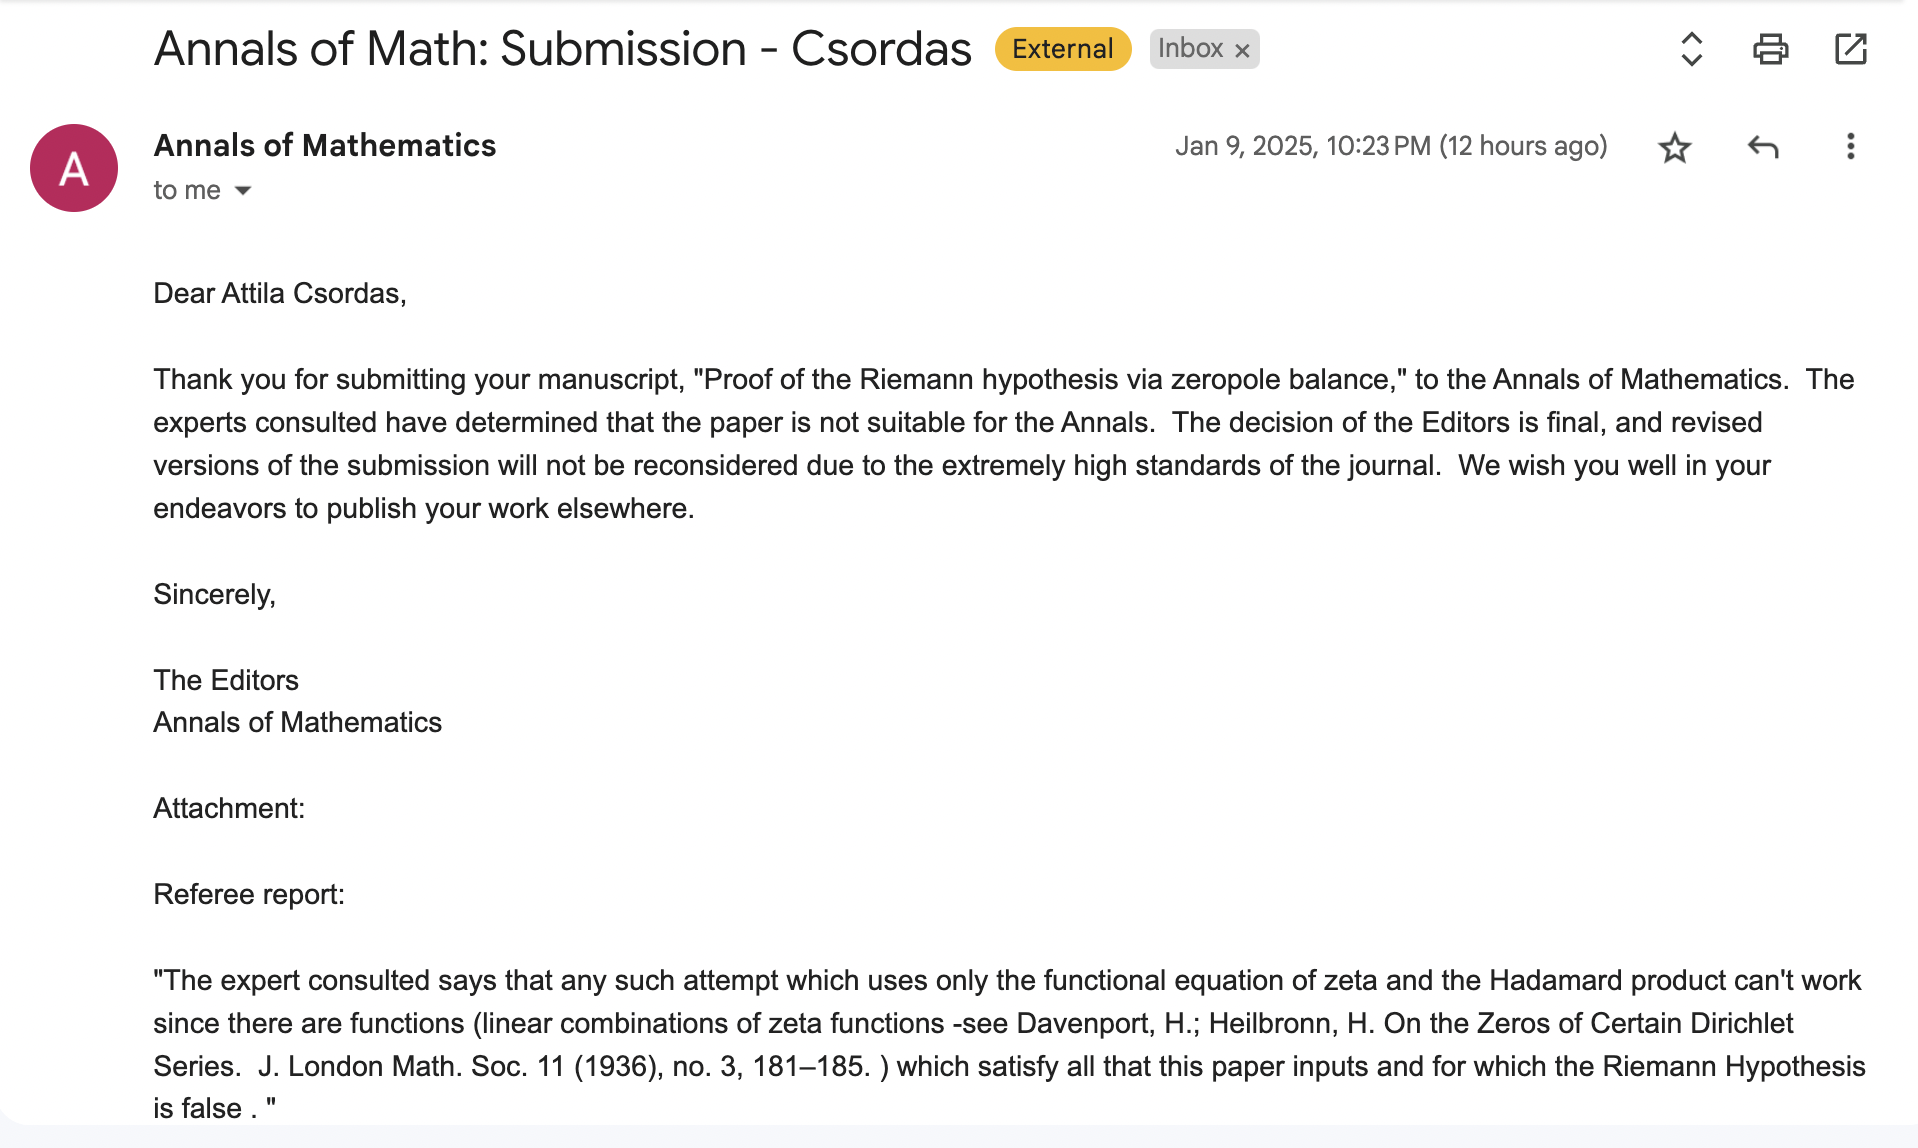 Annals of Math: Submission - Csordas External Inbox ×
A
Annals of Mathematics Jan 9, 2025, 10:23 PM (12 hours ago)
to me
Dear Attila Csordas,
Thank you for submitting your manuscript, "Proof of the Riemann hypothesis via zeropole balance," to the Annals of Mathematics.  The
experts consulted have determined that the paper is not suitable for the Annals.  The decision of the Editors is final, and revised
versions of the submission will not be reconsidered due to the extremely high standards of the journal.  We wish you well in your
endeavors to publish your work elsewhere.
Sincerely,
The Editors
Annals of Mathematics
Attachment:
Referee report:
"The expert consulted says that any such attempt which uses only the functional equation of zeta and the Hadamard product can't work
since there are functions (linear combinations of zeta functions -see Davenport, H.; Heilbronn, H. On the Zeros of Certain Dirichlet
Series.  J. London Math. Soc. 11 (1936), no. 3, 181–185. ) which satisfy all that this paper inputs and for which the Riemann Hypothesis
is false . "